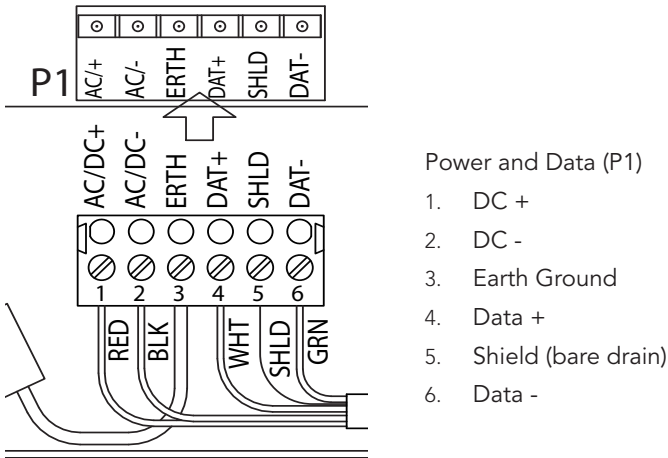 P1
AC/+ AC/- ERTH DAT+ SHLD DAT-
AC/DC+ AC/DC- ERTH DAT+ SHLD DAT-
1 2 3 4 5 6
RED BLK WHT SHLD GRN
Power and Data (P1)
1. DC +
2. DC -
3. Earth Ground
4. Data +
5. Shield (bare drain)
6. Data -